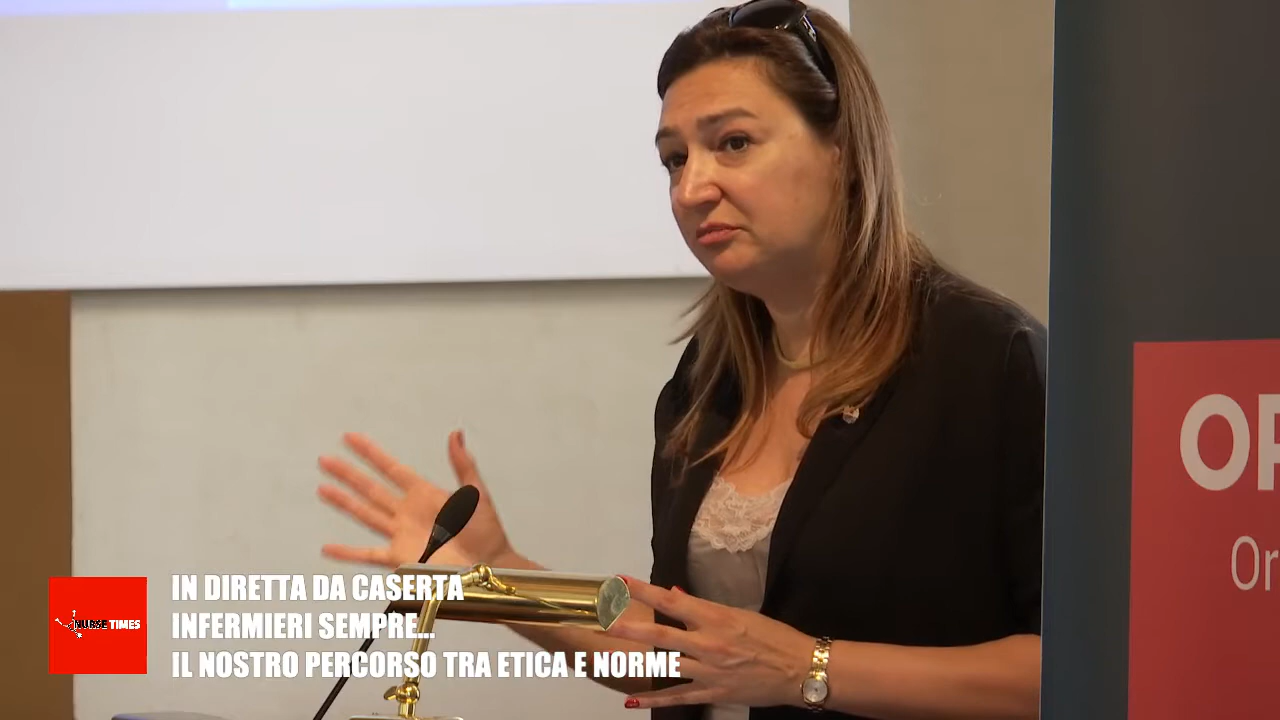 IN DIRETTA DA CASERTA
INFERMIERI SEMPRE...
IL NOSTRO PERCORSO TRA ETICA E NORME
NURSE TIMES
OP
Or